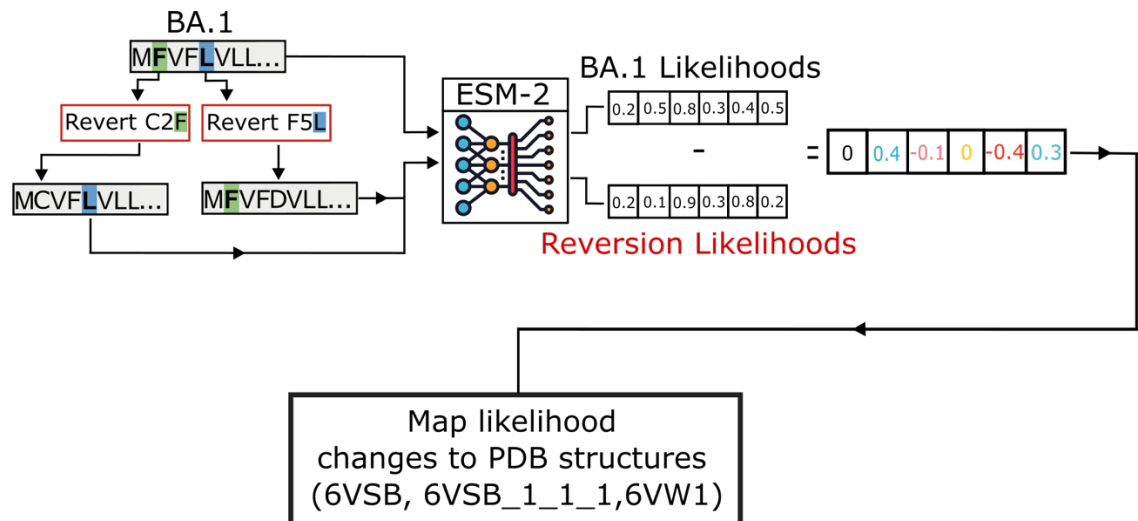 BA.1
MFVFLVLL...
Revert C2F
Revert F5L
MCVFLVLL...
MFVFDVLL...
ESM-2
BA.1 Likelihoods
0.2 0.5 0.8 0.3 0.4 0.5
-
0.2 0.1 0.9 0.3 0.8 0.2
Reversion Likelihoods
= 0 0.4 -0.1 0 -0.4 0.3
Map likelihood
changes to PDB structures
(6VSB, 6VSB_1_1_1,6VW1)